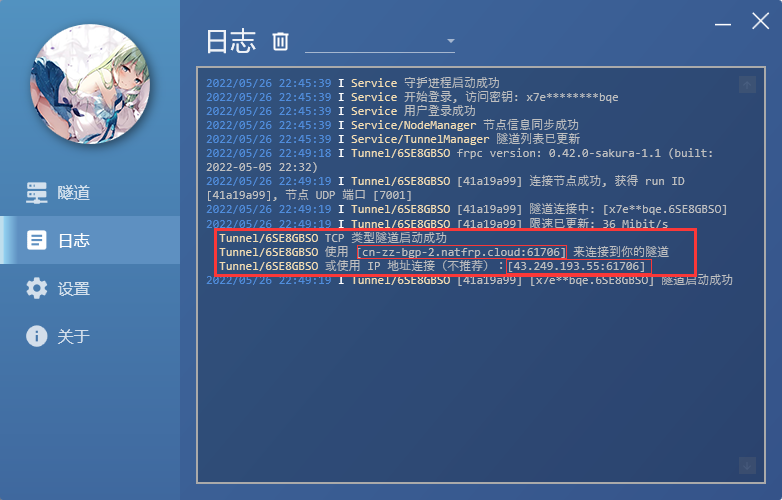 日志
隧道
日志
设置
关于
2022/05/26 22:45:39 I Service 守护进程启动成功
2022/05/26 22:45:39 I Service 开始登录, 访问密钥: x7e********bqe
2022/05/26 22:45:39 I Service 用户登录成功
2022/05/26 22:45:39 I Service/NodeManager 节点信息同步成功
2022/05/26 22:45:39 I Service/TunnelManager 隧道列表已更新
2022/05/26 22:49:18 I Tunnel/6SE8GBSO frpc version: 0.42.0-sakura-1.1 (built:
2022-05-05 22:32)
2022/05/26 22:49:19 I Tunnel/6SE8GBSO [41a19a99] 连接节点成功, 获得 run ID
[41a19a99], 节点 UDP 端口 [7001]
2022/05/26 22:49:19 I Tunnel/6SE8GBSO [41a19a99] 隧道连接中: [x7e**bqe.6SE8GBSO]
2022/05/26 22:49:19 I Tunnel/6SE8GBSO [41a19a99] 限速已更新: 36 Mibit/s
Tunnel/6SE8GBSO TCP 类型隧道启动成功
Tunnel/6SE8GBSO 使用 [cn-zz-bgp-2.natfrp.cloud:61706] 来连接到你的隧道
Tunnel/6SE8GBSO 或使用 IP 地址连接（不推荐）：[43.249.193.55:61706]
2022/05/26 22:49:19 I Tunnel/6SE8GBSO [41a19a99] [x7e**bqe.6SE8GBSO] 隧道启动成功